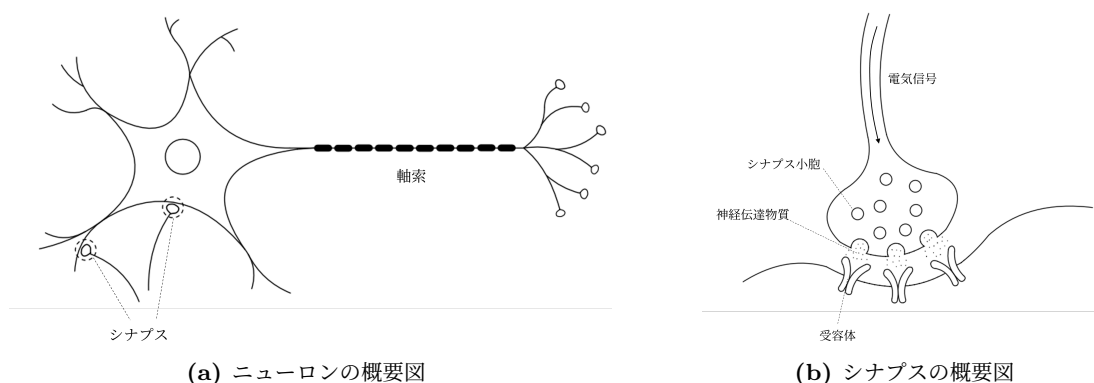 電気信号
シナプス小胞
軸索
神経伝達物質
シナプス
受容体
(a) ニューロンの概要図
(b) シナプスの概要図